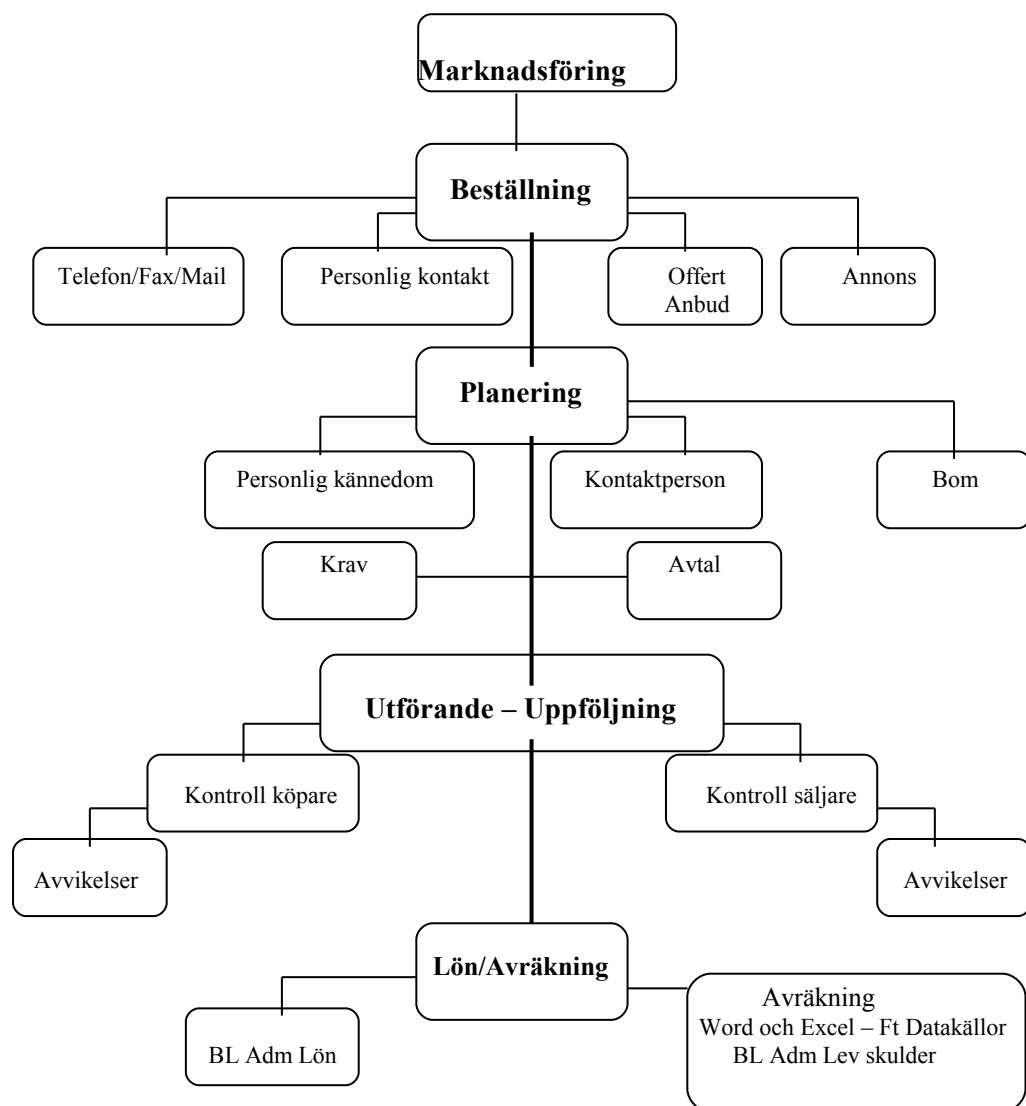 Marknadsföring
Beställning
Telefon/Fax/Mail
Personlig kontakt
Offert
Anbud
Annons
Planering
Personlig kännedom
Kontaktperson
Bom
Krav
Avtal
Utförande – Uppföljning
Kontroll köpare
Kontroll säljare
Avvikelser
Avvikelser
Lön/Avräkning
BL Adm Lön
Avräkning
Word och Excel – Ft Datakällor
BL Adm Lev skulder